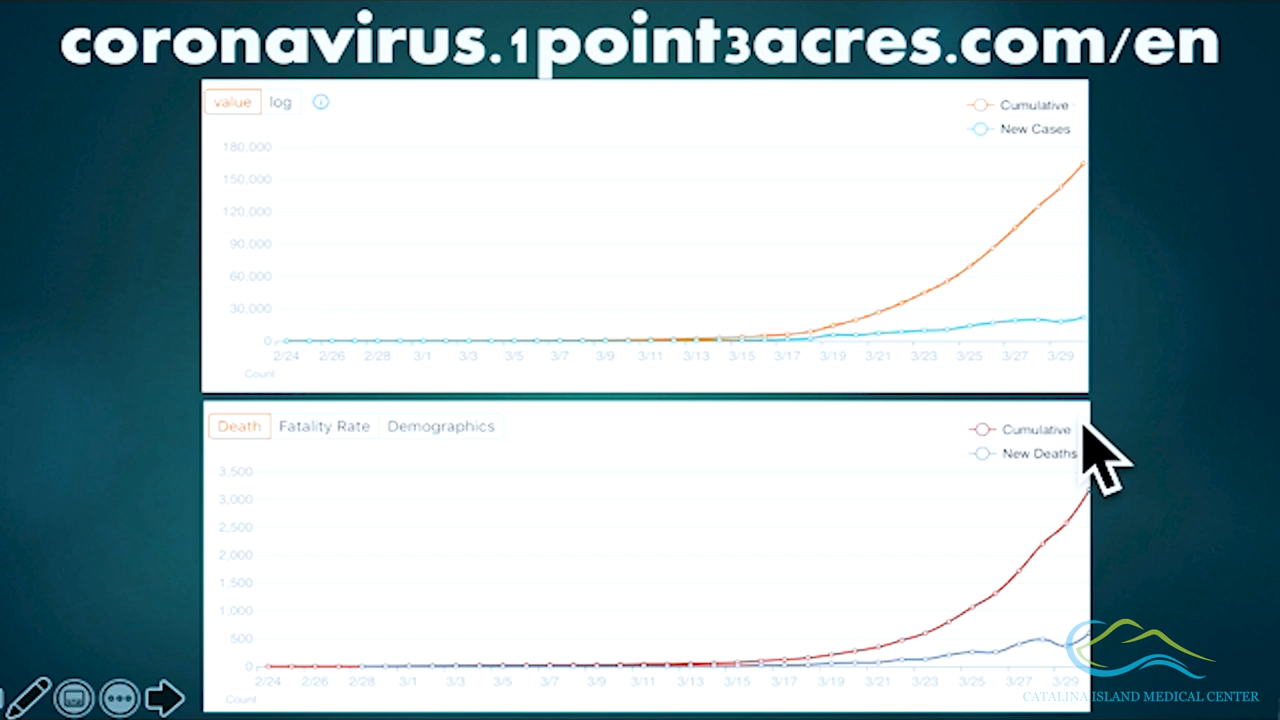 coronavirus.1point3acres.com/en
value log
Cumulative
New Cases
180,000
150,000
120,000
90,000
60,000
30,000
0
2/24 2/26 2/28 3/1 3/3 3/5 3/7 3/9 3/11 3/13 3/15 3/17 3/19 3/21 3/23 3/25 3/27 3/29
Count
Death Fatality Rate Demographics
Cumulative
New Deaths
3,500
3,000
2,500
2,000
1,500
1,000
500
0
2/24 2/26 2/28 3/1 3/3 3/5 3/7 3/9 3/11 3/13 3/15 3/17 3/19 3/21 3/23 3/25 3/27 3/29
Count
CATALINA ISLAND MEDICAL CENTER